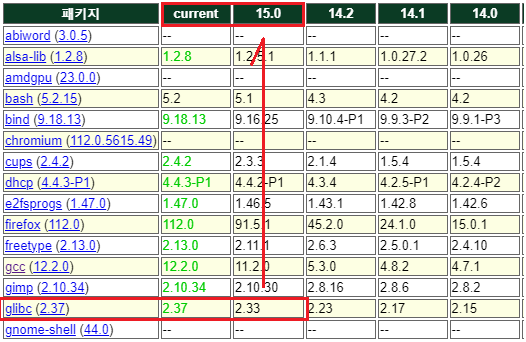 패키지 current 15.0 14.2 14.1 14.0
abiword (3.0.5) -- -- -- -- --
alsa-lib (1.2.8) 1.2.8 1.2.5.1 1.1.1 1.0.27.2 1.0.26
amdgpu (23.0.0) -- -- -- -- --
bash (5.2.15) 5.2 5.1 4.3 4.2 4.2
bind (9.18.13) 9.18.13 9.16.25 9.10.4-P1 9.9.3-P2 9.9.1-P3
chromium (112.0.5615.49) -- -- -- -- --
cups (2.4.2) 2.4.2 2.3.3 2.1.4 1.5.4 1.5.4
dhcp (4.4.3-P1) 4.4.3-P1 4.4.2-P1 4.3.4 4.2.5-P1 4.2.4-P2
e2fsprogs (1.47.0) 1.47.0 1.46.5 1.43.1 1.42.8 1.42.6
firefox (112.0) 112.0 91.5.1 45.2.0 24.1.0 15.0.1
freetype (2.13.0) 2.13.0 2.11.1 2.6.3 2.5.0.1 2.4.10
gcc (12.2.0) 12.2.0 11.2.0 5.3.0 4.8.2 4.7.1
gimp (2.10.34) 2.10.34 2.10.30 2.8.16 2.8.6 2.8.2
glibc (2.37) 2.37 2.33 2.23 2.17 2.15
gnome-shell (44.0) -- -- -- -- --